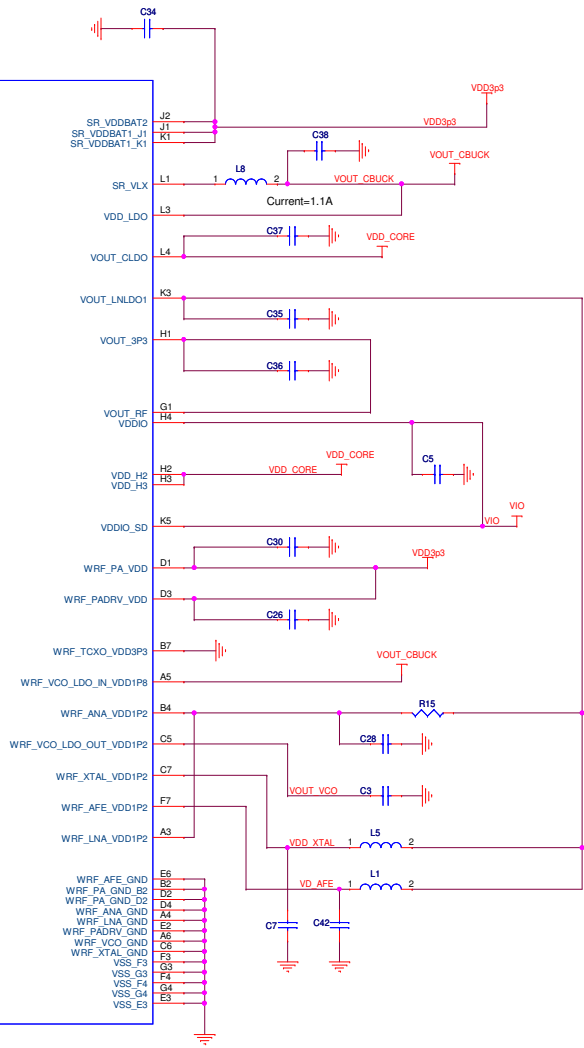 C34
VDD3p3
SR_VDDBAT2 J2
VDD3p3
SR_VDDBAT1_J1 J1
SR_VDDBAT1_K1 K1
C38
VOUT_CBUCK
L8
SR_VLX L1 1 2 VOUT_CBUCK
Current=1.1A
VDD_LDO L3
C37
VDD_CORE
VOUT_CLDO L4
VOUT_LNLDO1 K3
C35
VOUT_3P3 H1
C36
VOUT_RF G1
VDDIO H4
VDD_CORE
C5
VDD_H2 H2 VDD_CORE
VDD_H3 H3
VIO
VDDIO_SD K5 VIO
C30
VDD3p3
WRF_PA_VDD D1
WRF_PADRV_VDD D3
C26
WRF_TCXO_VDD3P3 B7
VOUT_CBUCK
WRF_VCO_LDO_IN_VDD1P8 A5
R15
WRF_ANA_VDD1P2 B4
C28
WRF_VCO_LDO_OUT_VDD1P2 C5
WRF_XTAL_VDD1P2 C7
VOUT_VCO C3
WRF_AFE_VDD1P2 F7
L5
WRF_LNA_VDD1P2 A3
VDD_XTAL 1 2
L1
WRF_AFE_GND E6
VD_AFE 1 2
WRF_PA_GND_B2 B2
WRF_PA_GND_D2 D2
WRF_ANA_GND D4
WRF_LNA_GND A4
C7 C42
WRF_PADRV_GND E2
WRF_VCO_GND A6
WRF_XTAL_GND C6
VSS_F3 F3
VSS_G3 G3
VSS_F4 F4
VSS_G4 G4
VSS_E3 E3